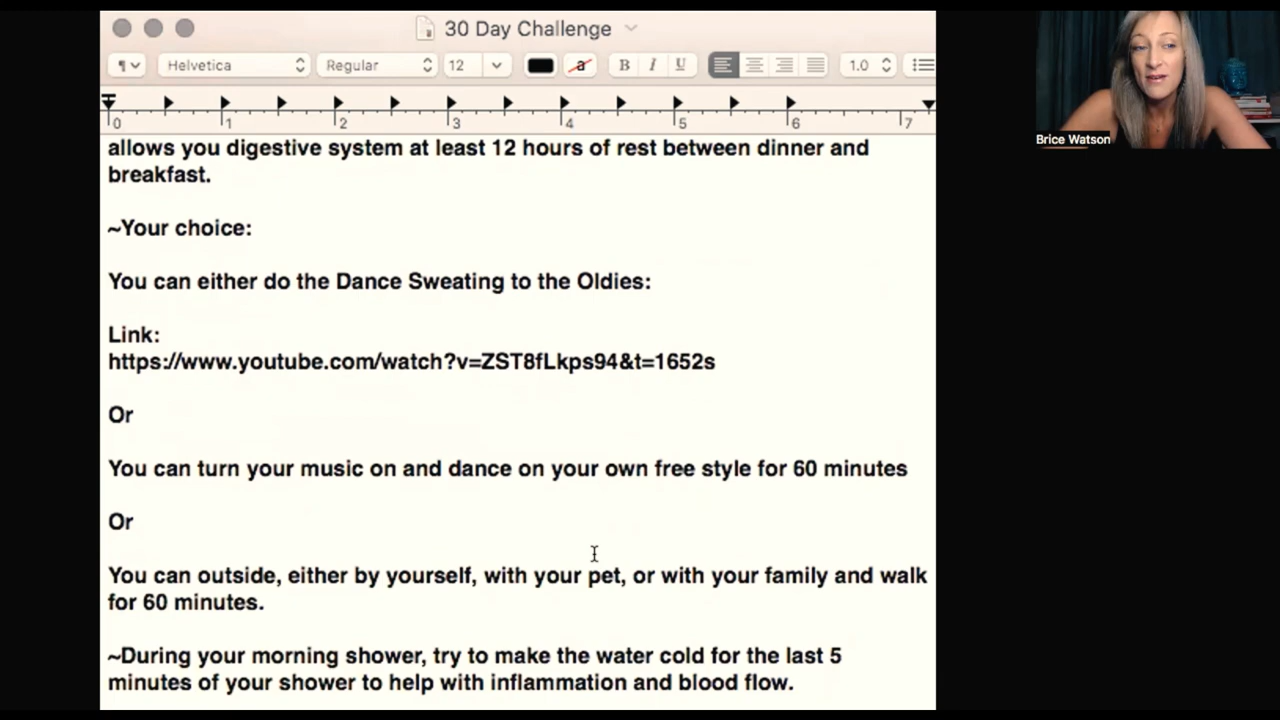 30 Day Challenge
Helvetica Regular 12 a B I U 1.0
0 1 2 3 4 5 6 7
allows you digestive system at least 12 hours of rest between dinner and
breakfast.
~Your choice:
You can either do the Dance Sweating to the Oldies:
Link:
https://www.youtube.com/watch?v=ZST8fLkps94&t=1652s
Or
You can turn your music on and dance on your own free style for 60 minutes
Or
You can outside, either by yourself, with your pet, or with your family and walk
for 60 minutes.
~During your morning shower, try to make the water cold for the last 5
minutes of your shower to help with inflammation and blood flow.
Brice Watson